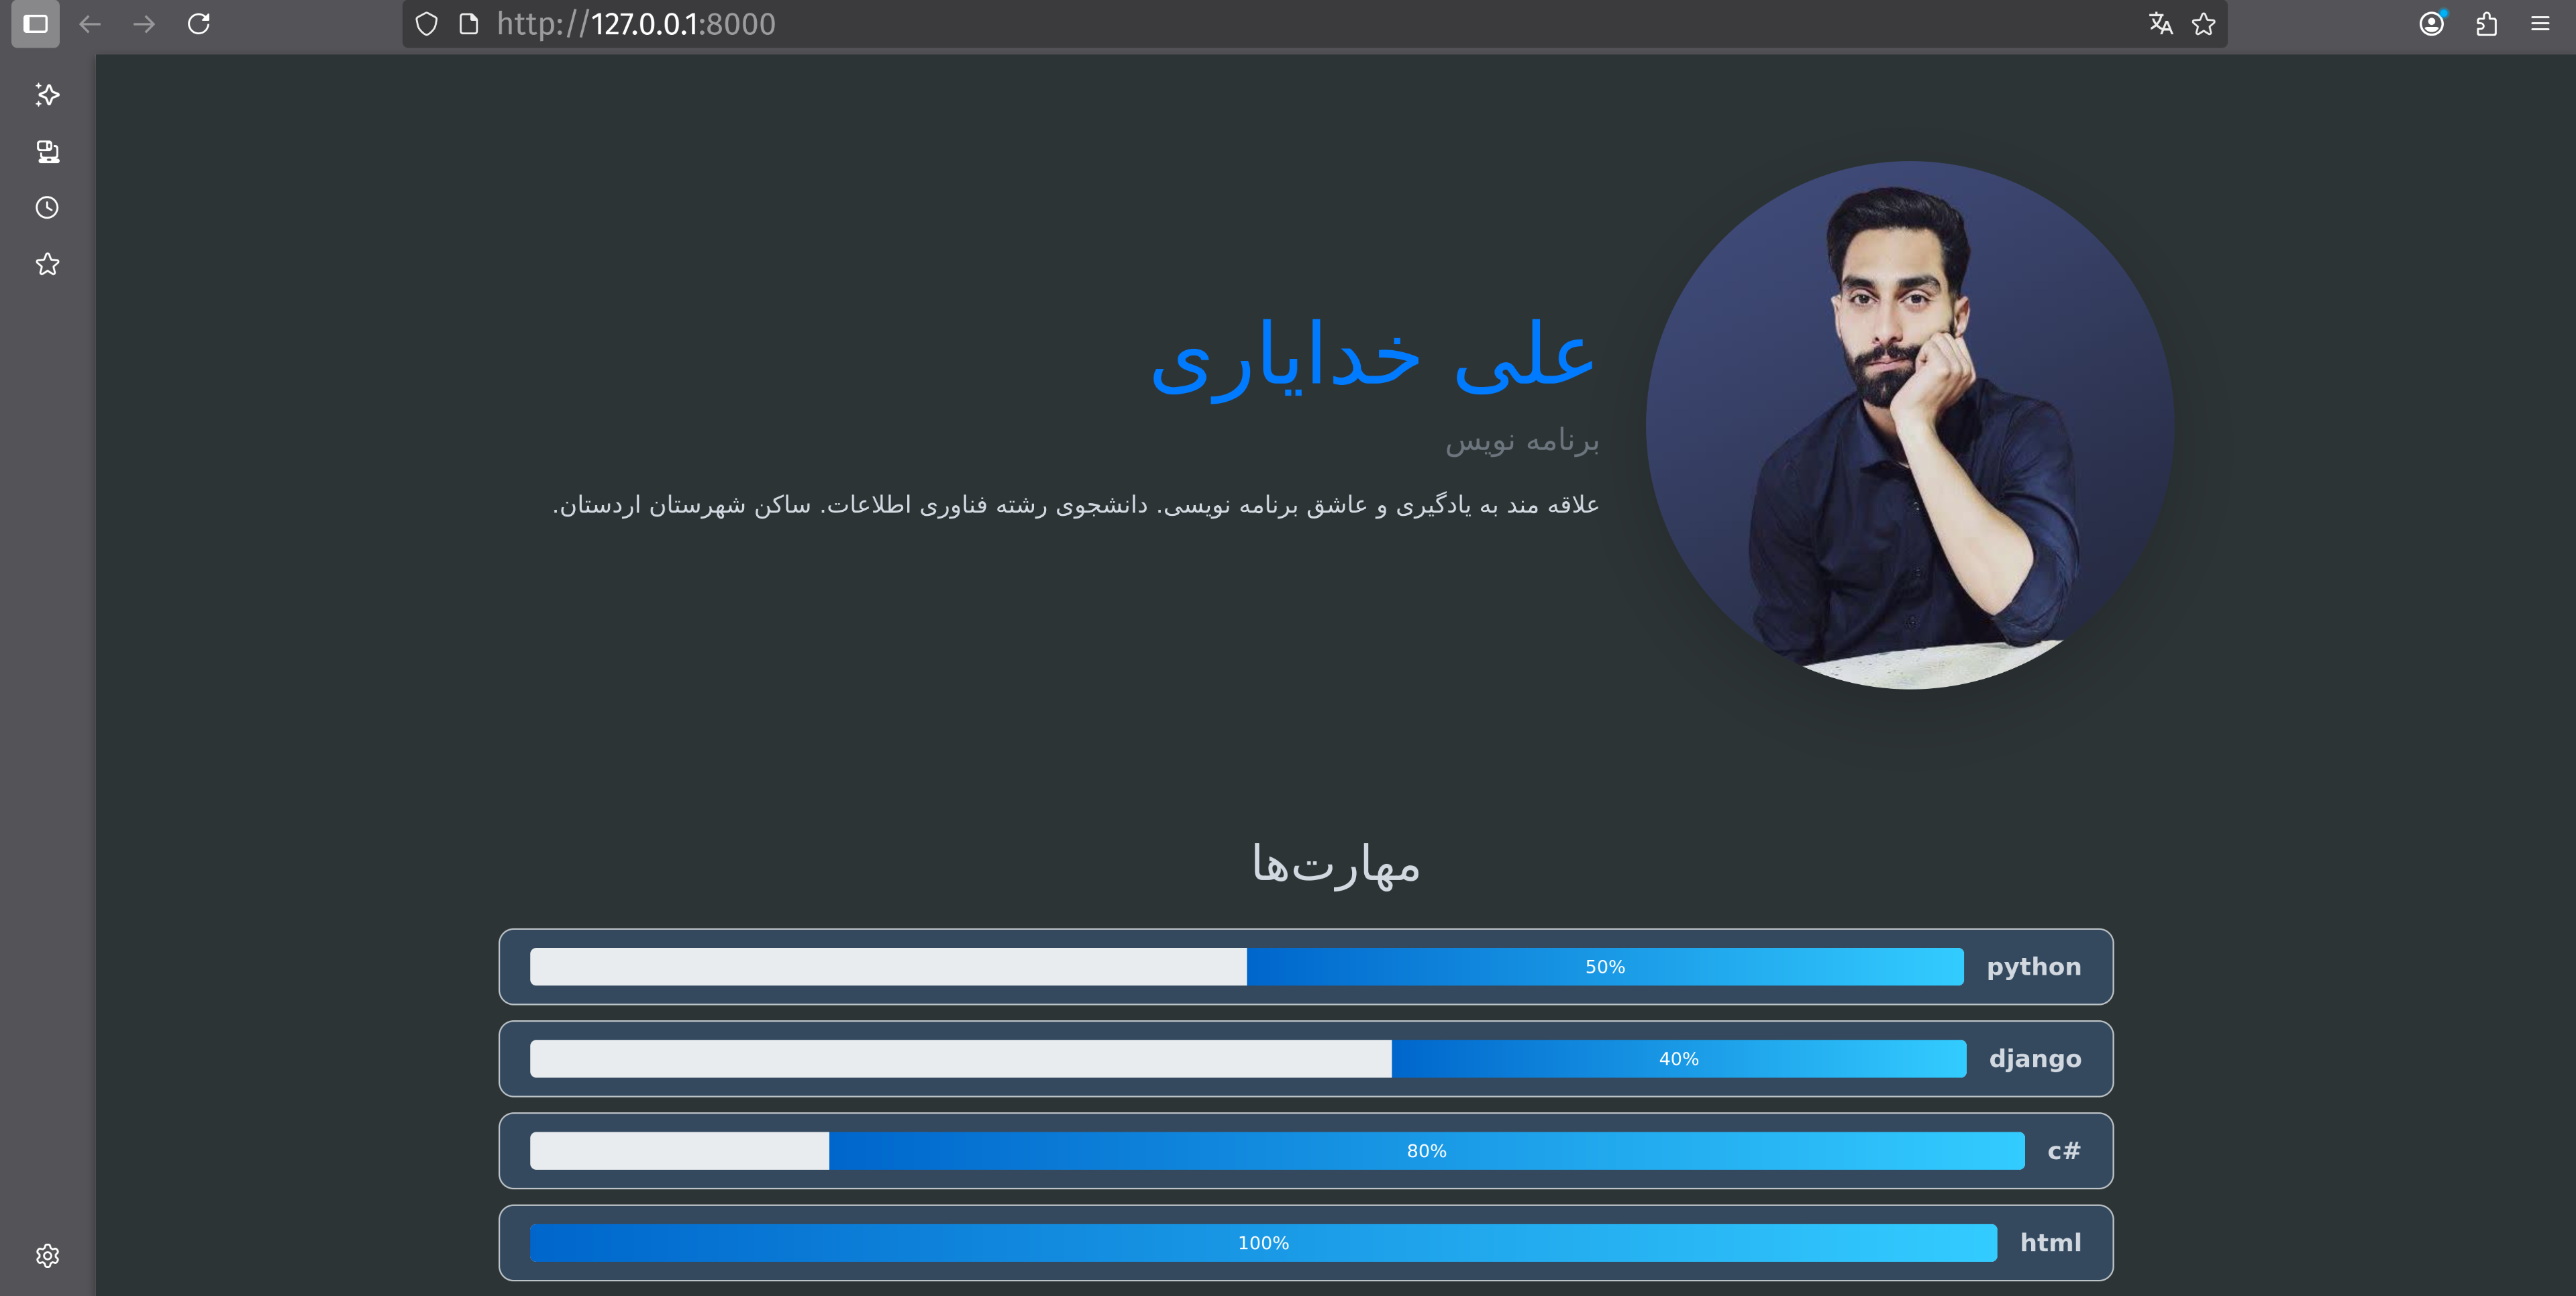 http://127.0.0.1:8000
علی خدایاری
برنامه نویس
علاقه مند به یادگیری و عاشق برنامه نویسی. دانشجوی رشته فناوری اطلاعات. ساکن شهرستان اردستان.
مهارت‌ها
python 50%
django 40%
c# 80%
html 100%